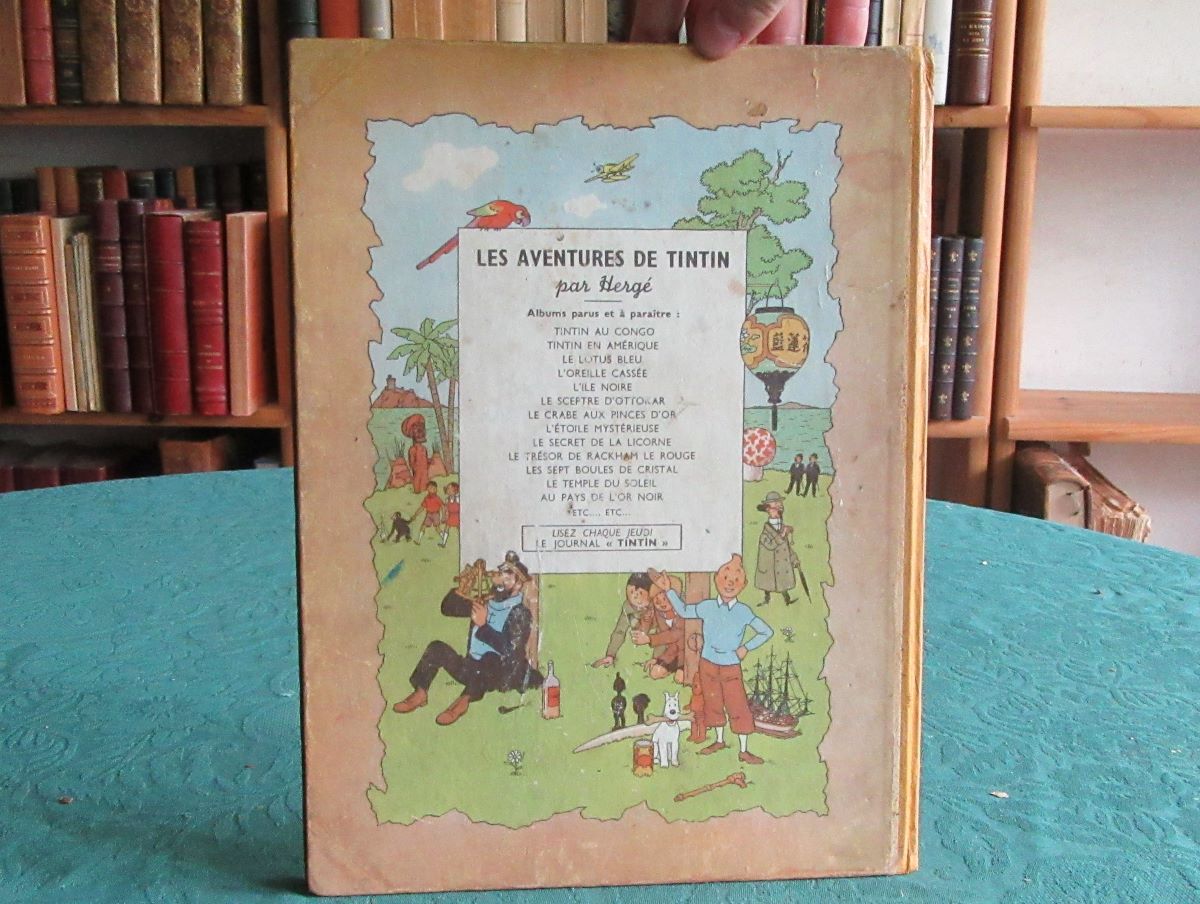 LES AVENTURES DE TINTIN
par Hergé
Albums parus et à paraître :
TINTIN AU CONGO
TINTIN EN AMÉRIQUE
LE LOTUS BLEU
L'OREILLE CASSÉE
L'ILE NOIRE
LE SCEPTRE D'OTTOKAR
LE CRABE AUX PINCES D'OR
L'ÉTOILE MYSTÉRIEUSE
LE SECRET DE LA LICORNE
LE TRÉSOR DE RACKHAM LE ROUGE
LES SEPT BOULES DE CRISTAL
LE TEMPLE DU SOLEIL
AU PAYS DE L'OR NOIR
ETC.... ETC...
LISEZ CHAQUE JEUDI
LE JOURNAL « TINTIN »